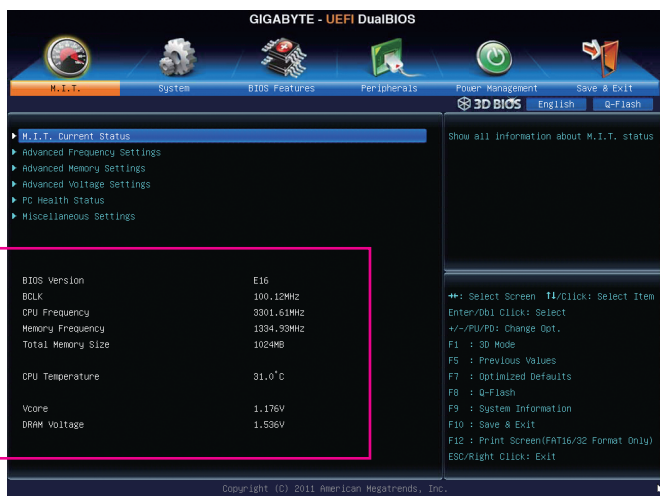 GIGABYTE - UEFI DualBIOS
M.I.T.
System
BIOS Features
Peripherals
Power Management
Save & Exit
3D BIOS
English
Q-Flash
M.I.T. Current Status
Advanced Frequency Settings
Advanced Memory Settings
Advanced Voltage Settings
PC Health Status
Miscellaneous Settings
Show all information about M.I.T. status
BIOS Version E16
BCLK 100.12MHz
CPU Frequency 3301.61MHz
Memory Frequency 1334.93MHz
Total Memory Size 1024MB
CPU Temperature 31.0°C
Vcore 1.176V
DRAM Voltage 1.536V
→←: Select Screen ↑↓/Click: Select Item
Enter/Dbl Click: Select
+/-/PU/PD: Change Opt.
F1 : 3D Mode
F5 : Previous Values
F7 : Optimized Defaults
F8 : Q-Flash
F9 : System Information
F10 : Save & Exit
F12 : Print Screen(FAT16/32 Format Only)
ESC/Right Click: Exit
Copyright (C) 2011 American Megatrends, Inc.